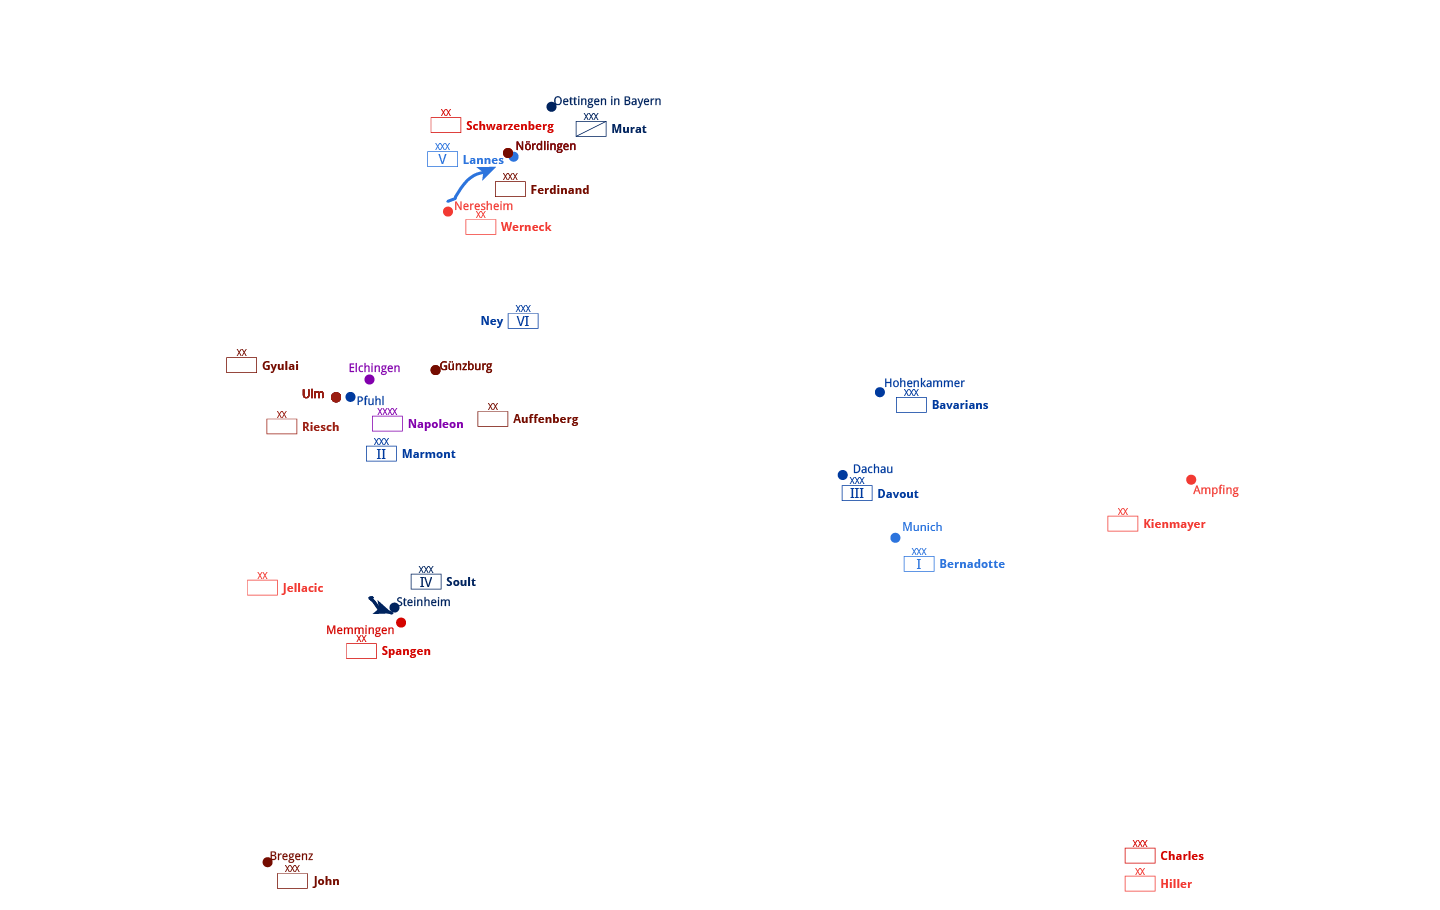 Oettingen in Bayern
XX
Schwarzenberg
XXX
Murat
Nördlingen
XXX
V Lannes
XXX
Ferdinand
Neresheim
XX
Werneck
XXX
Ney VI
XX
Gyulai
Elchingen
Günzburg
Ulm
Pfuhl
XX
Riesch
XXXX
Napoleon
XX
Auffenberg
XXX
II Marmont
Hohenkammer
XXX
Bavarians
Dachau
XXX
III Davout
Ampfing
XX
Kienmayer
Munich
XXX
I Bernadotte
XX
Jellacic
XXX
IV Soult
Steinheim
Memmingen
XX
Spangen
Bregenz
XXX
John
XXX
Charles
XX
Hiller